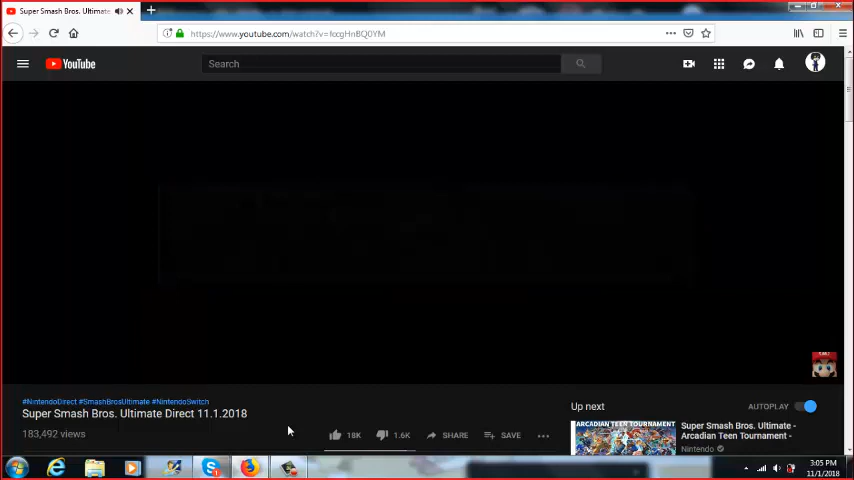 Super Smash Bros. Ultimate
https://www.youtube.com/watch?v=fccgHnBQ0YM
YouTube
Search
#NintendoDirect #SmashBrosUltimate #NintendoSwitch
Super Smash Bros. Ultimate Direct 11.1.2018
183,492 views
18K
1.6K
SHARE
SAVE
Up next
AUTOPLAY
ARCADIAN TEEN TOURNAMENT
Super Smash Bros. Ultimate -
Arcadian Teen Tournament -
Nintendo
3:05 PM
11/1/2018